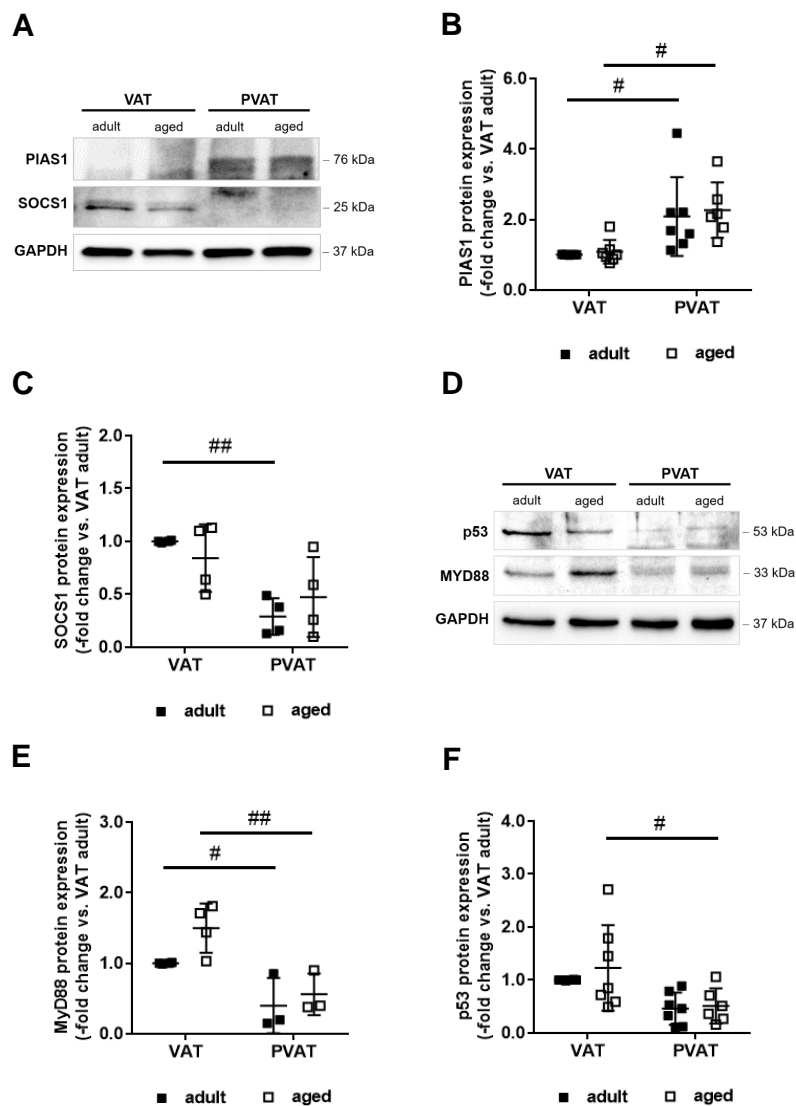 A
VAT PVAT
adult aged adult aged
PIAS1 – 76 kDa
SOCS1 – 25 kDa
GAPDH – 37 kDa
B
PIAS1 protein expression
(-fold change vs. VAT adult)
#
#
6.0
4.0
2.0
0.0
VAT PVAT
adult aged
C
SOCS1 protein expression
(-fold change vs. VAT adult)
##
2.0
1.5
1.0
0.5
0.0
VAT PVAT
adult aged
D
VAT PVAT
adult aged adult aged
p53 – 53 kDa
MYD88 – 33 kDa
GAPDH – 37 kDa
E
MyD88 protein expression
(-fold change vs. VAT adult)
##
#
3.0
2.0
1.0
0.0
VAT PVAT
adult aged
F
p53 protein expression
(-fold change vs. VAT adult)
#
4.0
3.0
2.0
1.0
0.0
VAT PVAT
adult aged